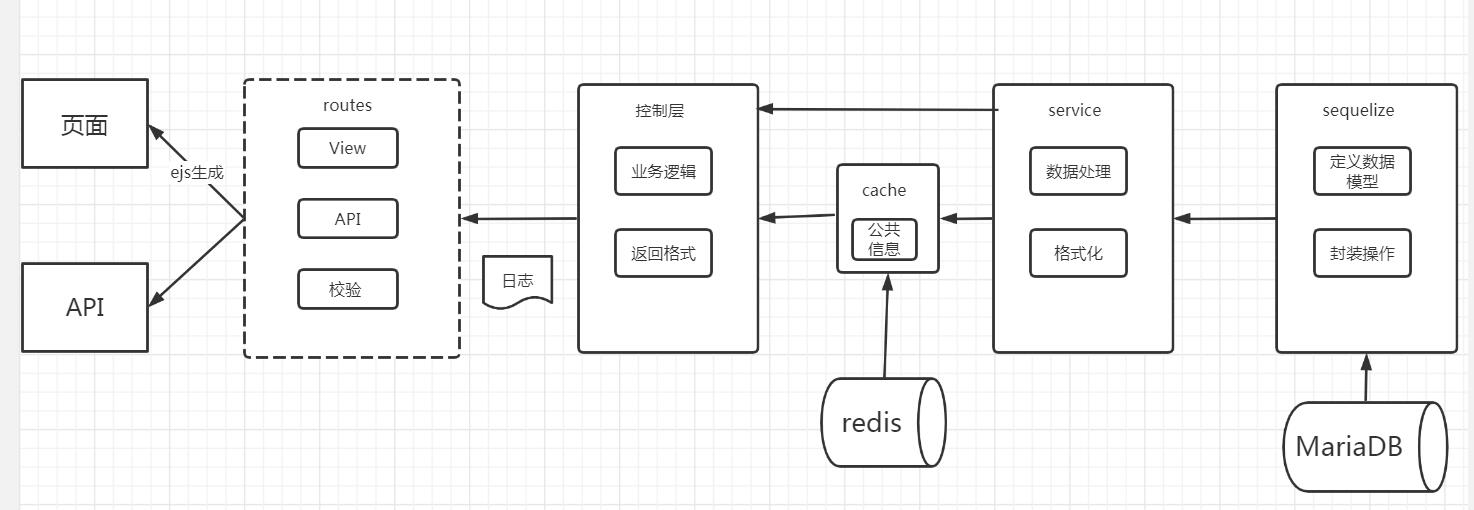 页面
ejs生成
API
routes
View
API
校验
日志
控制层
业务逻辑
返回格式
cache
公共
信息
redis
service
数据处理
格式化
sequelize
定义数据
模型
封装操作
MariaDB